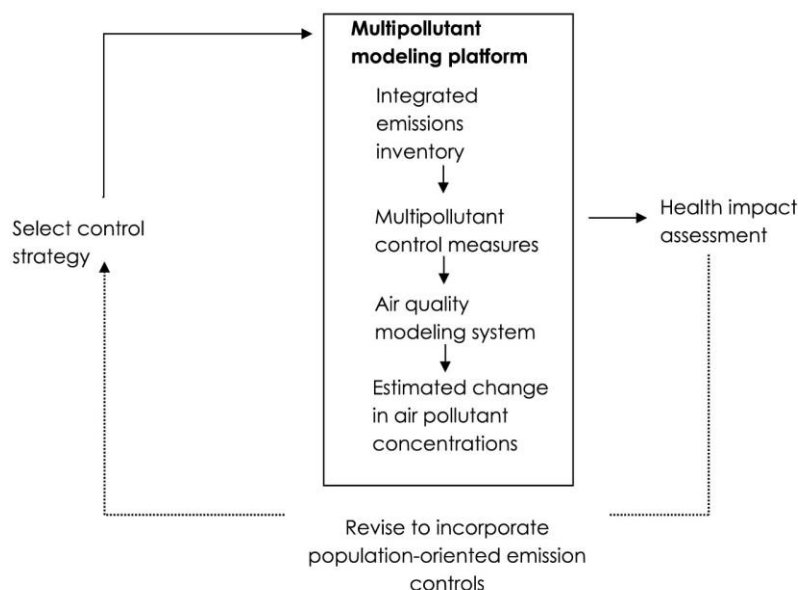 Multipollutant
modeling platform
Integrated
emissions
inventory
Multipollutant
control measures
Air quality
modeling system
Estimated change
in air pollutant
concentrations
Select control
strategy
Health impact
assessment
Revise to incorporate
population-oriented emission
controls